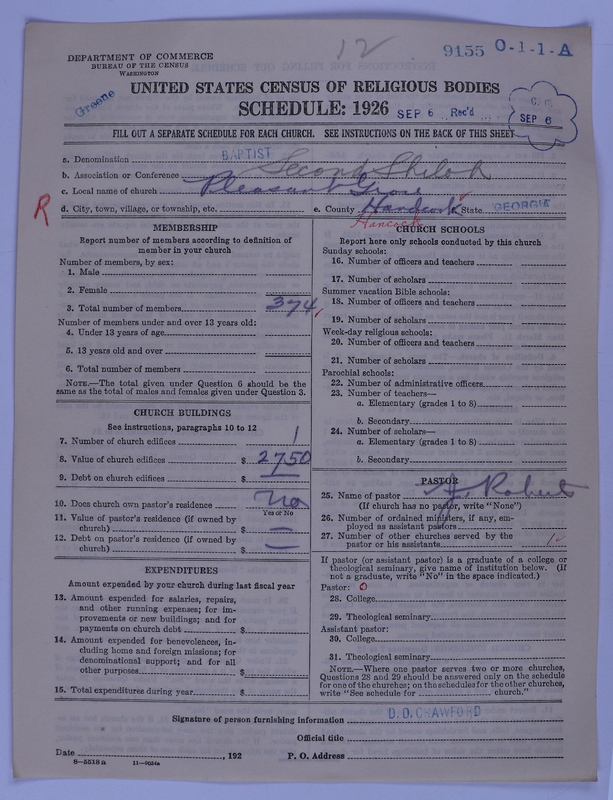 12
9155 O-1-1-A
DEPARTMENT OF COMMERCE
BUREAU OF THE CENSUS
WASHINGTON
Greene
UNITED STATES CENSUS OF RELIGIOUS BODIES
SCHEDULE: 1926
SEP 6 Rec'd
SEP 6
FILL OUT A SEPARATE SCHEDULE FOR EACH CHURCH. SEE INSTRUCTIONS ON THE BACK OF THIS SHEET
a. Denomination BAPTIST
b. Association or Conference Second Shiloh
c. Local name of church Pleasant Grove
R
d. City, town, village, or township, etc.
e. County Handcock State GEORGIA
Hancock
MEMBERSHIP
Report number of members according to definition of
member in your church
Number of members, by sex:
1. Male
2. Female
3. Total number of members 374
Number of members under and over 13 years old:
4. Under 13 years of age
5. 13 years old and over
6. Total number of members
NOTE.—The total given under Question 6 should be the
same as the total of males and females given under Question 3.
CHURCH BUILDINGS
See instructions, paragraphs 10 to 12
7. Number of church edifices 1
8. Value of church edifices $ 2750
9. Debt on church edifices $ —
10. Does church own pastor's residence no
Yes or No
11. Value of pastor's residence (if owned by
church) $ —
12. Debt on pastor's residence (if owned by
church) $ —
EXPENDITURES
Amount expended by your church during last fiscal year
13. Amount expended for salaries, repairs,
and other running expenses; for im-
provements or new buildings; and for
payments on church debt $
14. Amount expended for benevolences, in-
cluding home and foreign missions; for
denominational support; and for all
other purposes $
15. Total expenditures during year $
CHURCH SCHOOLS
Report here only schools conducted by this church
Sunday schools:
16. Number of officers and teachers
17. Number of scholars
Summer vacation Bible schools:
18. Number of officers and teachers
19. Number of scholars
Week-day religious schools:
20. Number of officers and teachers
21. Number of scholars
Parochial schools:
22. Number of administrative officers
23. Number of teachers—
a. Elementary (grades 1 to 8)
b. Secondary
24. Number of scholars—
a. Elementary (grades 1 to 8)
b. Secondary
PASTOR
25. Name of pastor Roberts
(If church has no pastor, write "None")
26. Number of ordained ministers, if any, em-
ployed as assistant pastors
27. Number of other churches served by the
pastor or his assistants
If pastor (or assistant pastor) is a graduate of a college or
theological seminary, give name of institution below. (If
not a graduate, write "No" in the space indicated.)
Pastor: 0
28. College
29. Theological seminary
Assistant pastor:
30. College
31. Theological seminary
NOTE.—Where one pastor serves two or more churches,
Questions 28 and 29 should be answered only on the schedule
for one of the churches; on the schedules for the other churches,
write "See schedule for church."
Signature of person furnishing information D. D. CRAWFORD
Official title
Date , 192 P. O. Address
8—5518 a 11—9034a